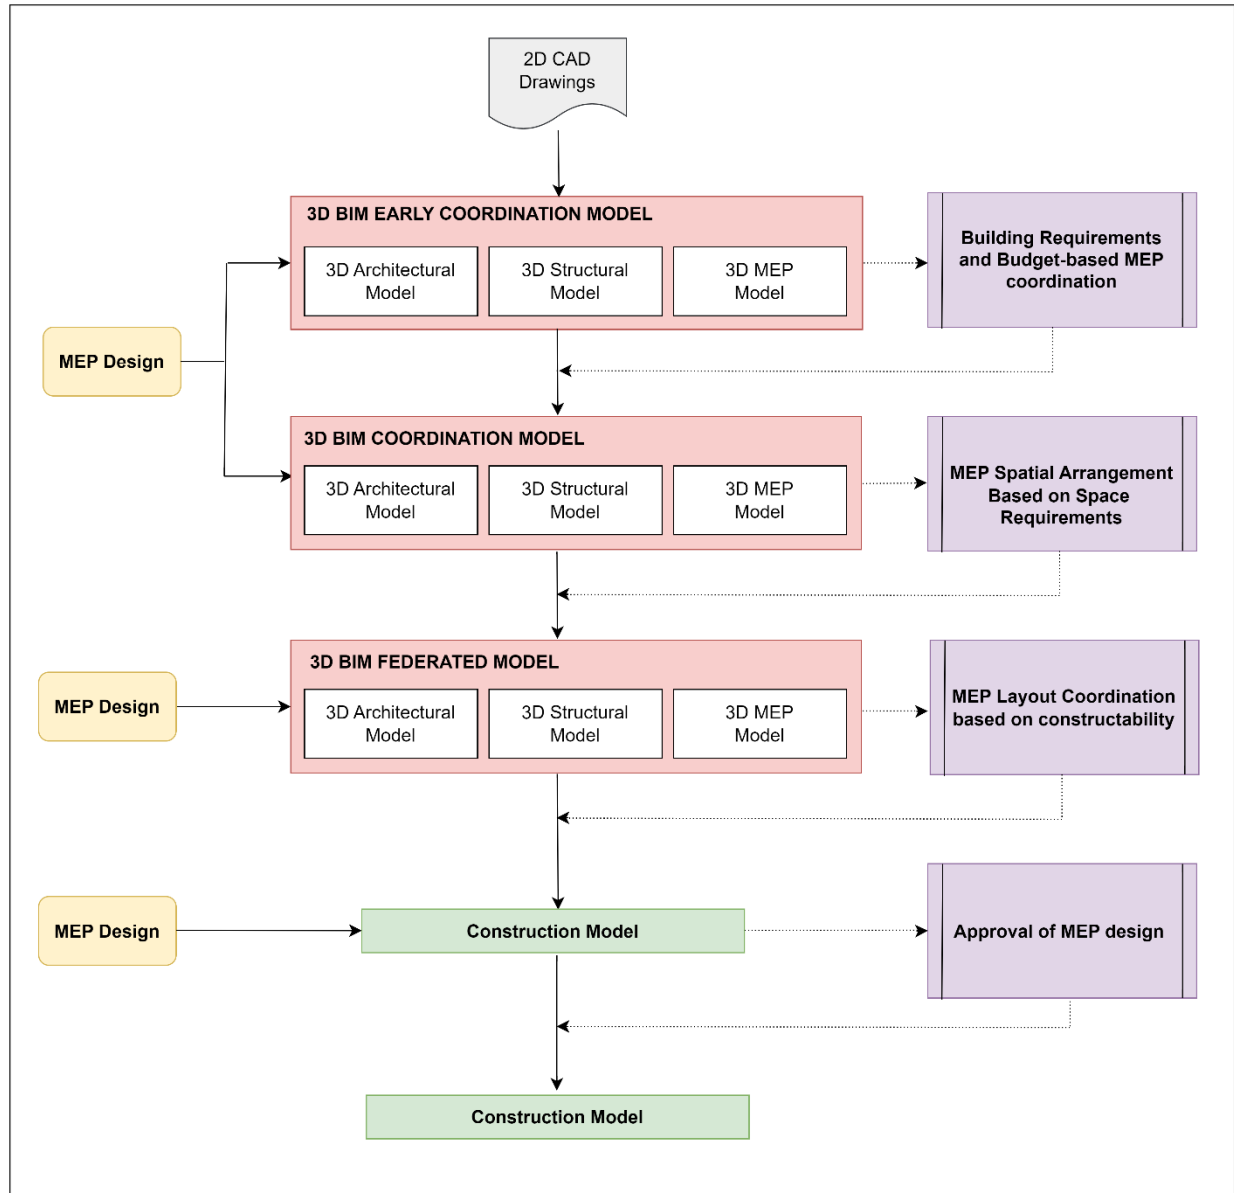 2D CAD
Drawings
3D BIM EARLY COORDINATION MODEL
3D Architectural
Model
3D Structural
Model
3D MEP
Model
Building Requirements
and Budget-based MEP
coordination
MEP Design
3D BIM COORDINATION MODEL
3D Architectural
Model
3D Structural
Model
3D MEP
Model
MEP Spatial Arrangement
Based on Space
Requirements
3D BIM FEDERATED MODEL
MEP Design
3D Architectural
Model
3D Structural
Model
3D MEP
Model
MEP Layout Coordination
based on constructability
MEP Design
Construction Model
Approval of MEP design
Construction Model